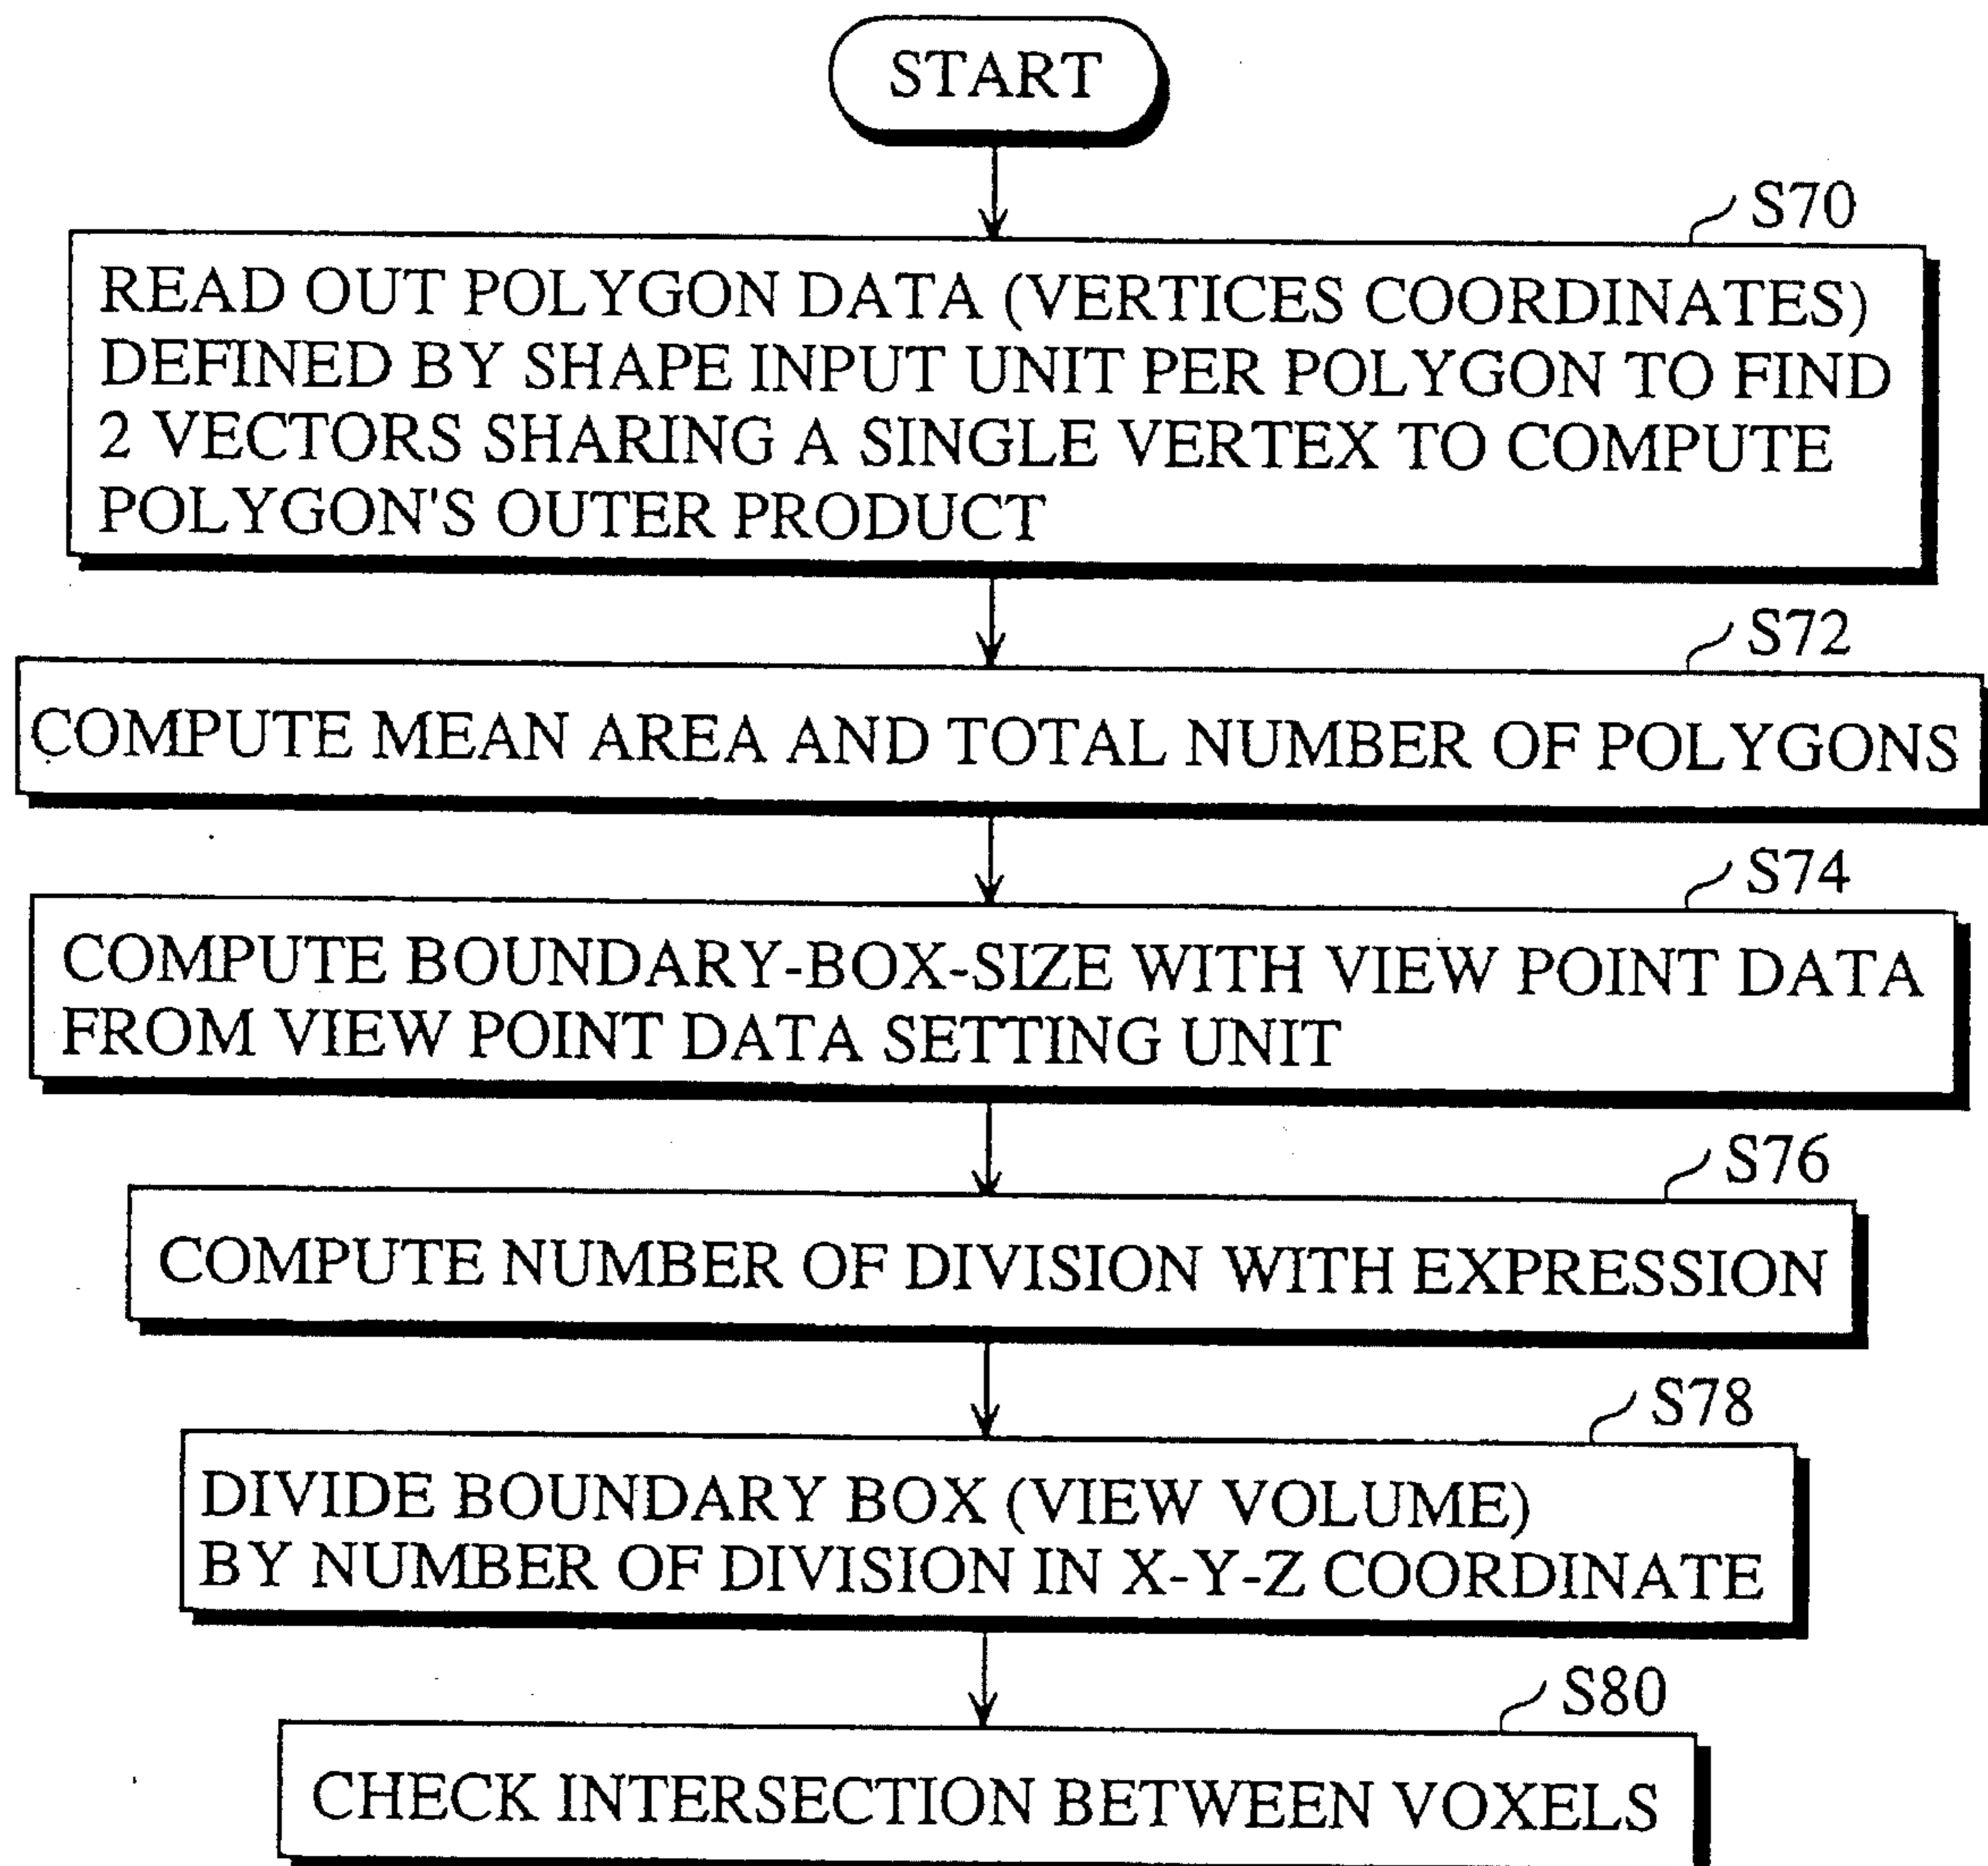 START
S70
READ OUT POLYGON DATA (VERTICES COORDINATES)
DEFINED BY SHAPE INPUT UNIT PER POLYGON TO FIND
2 VECTORS SHARING A SINGLE VERTEX TO COMPUTE
POLYGON'S OUTER PRODUCT
S72
COMPUTE MEAN AREA AND TOTAL NUMBER OF POLYGONS
S74
COMPUTE BOUNDARY-BOX-SIZE WITH VIEW POINT DATA
FROM VIEW POINT DATA SETTING UNIT
S76
COMPUTE NUMBER OF DIVISION WITH EXPRESSION
S78
DIVIDE BOUNDARY BOX (VIEW VOLUME)
BY NUMBER OF DIVISION IN X-Y-Z COORDINATE
S80
CHECK INTERSECTION BETWEEN VOXELS